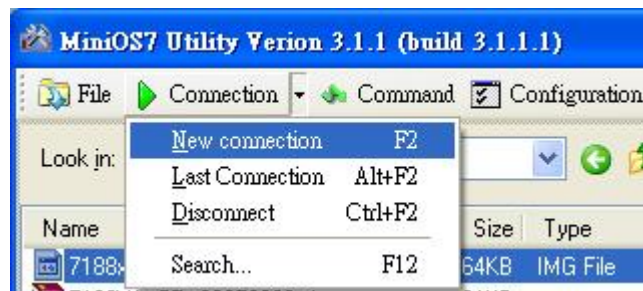 MiniOS7 Utility Verion 3.1.1 (build 3.1.1.1)
File Connection Command Configuration
New connection F2
Look in:
Last Connection Alt+F2
Disconnect Ctrl+F2
Name Size Type
Search... F12
7188x 64KB IMG File